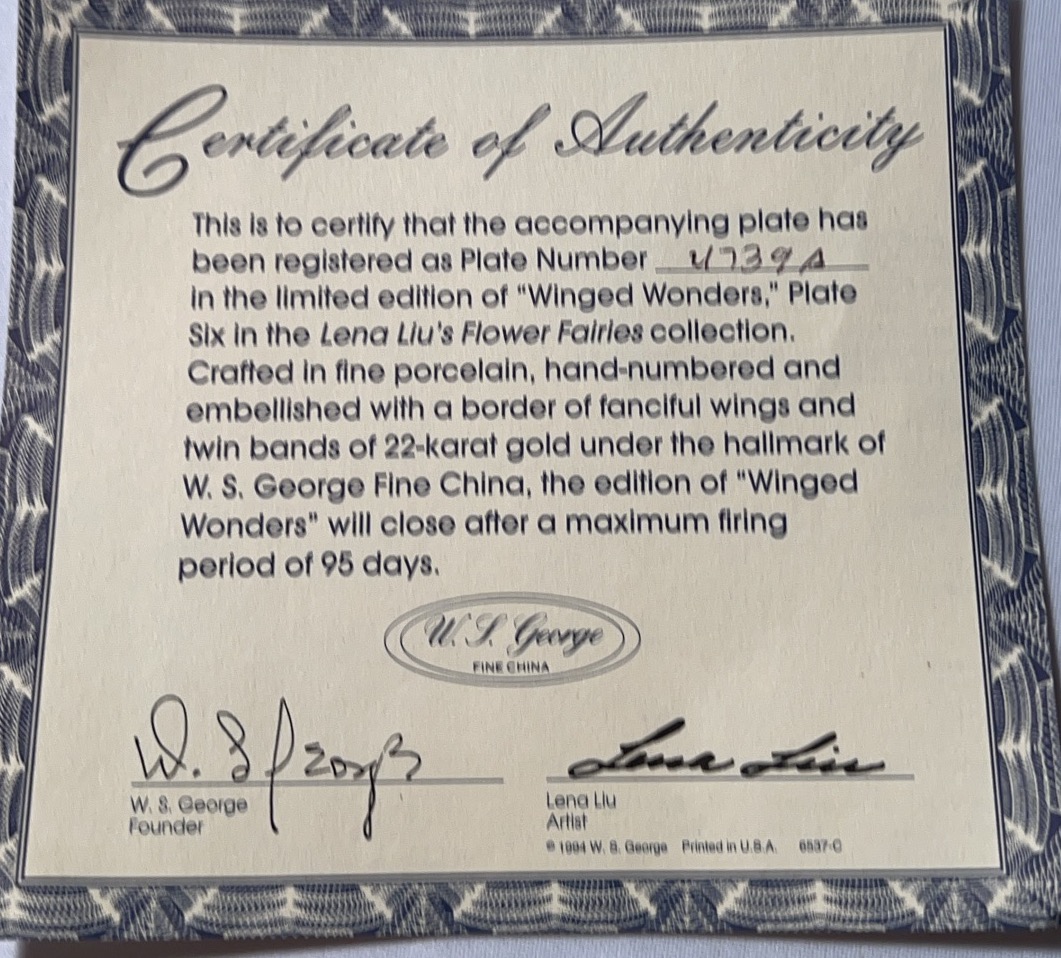 Certificate of Authenticity
This is to certify that the accompanying plate has
been registered as Plate Number 4739A
in the limited edition of "Winged Wonders," Plate
Six in the Lena Liu's Flower Fairies collection.
Crafted in fine porcelain, hand-numbered and
embellished with a border of fanciful wings and
twin bands of 22-karat gold under the hallmark of
W. S. George Fine China, the edition of "Winged
Wonders" will close after a maximum firing
period of 95 days.
W. S. George
FINE CHINA
W. S George
Lena Liu
W. S. George
Founder
Lena Liu
Artist
© 1994 W. S. George Printed in U.S.A. 6537-C